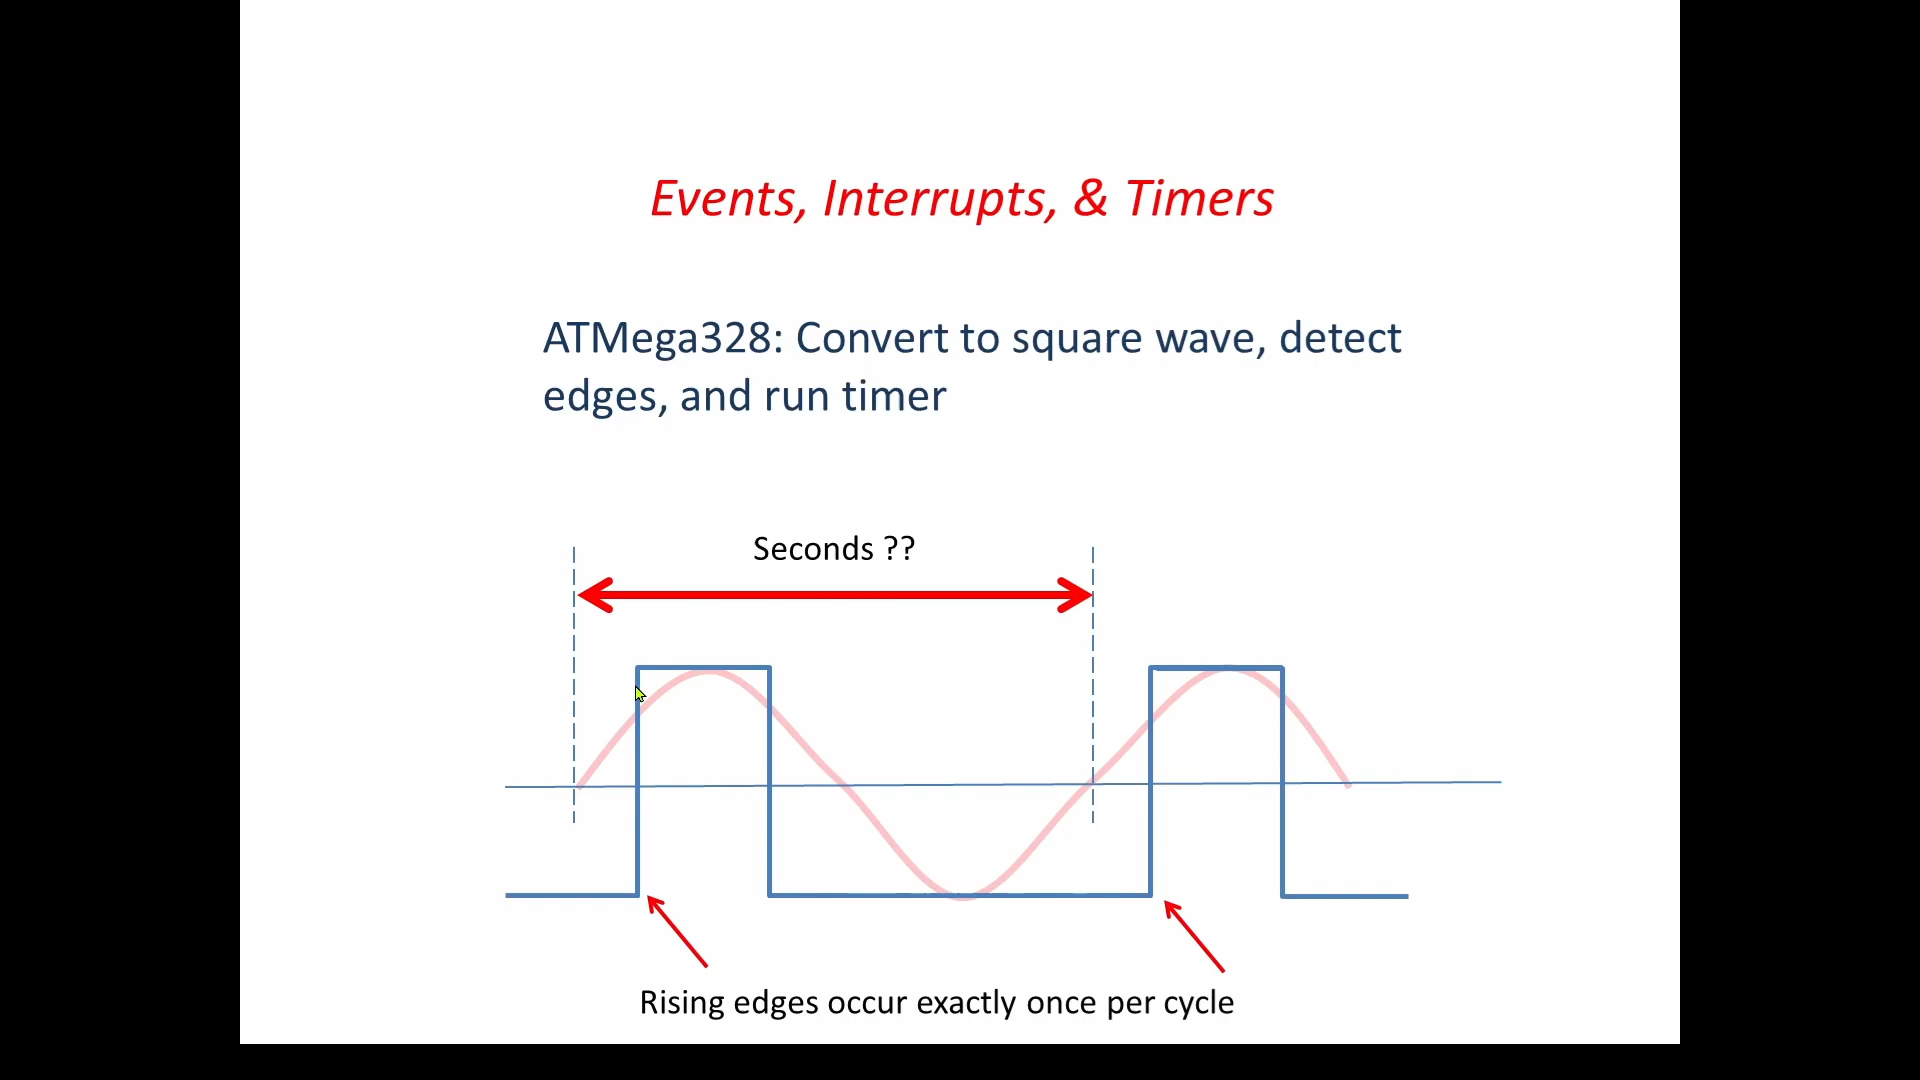 Events, Interrupts, & Timers
ATMega328: Convert to square wave, detect
edges, and run timer
Seconds ??
Rising edges occur exactly once per cycle